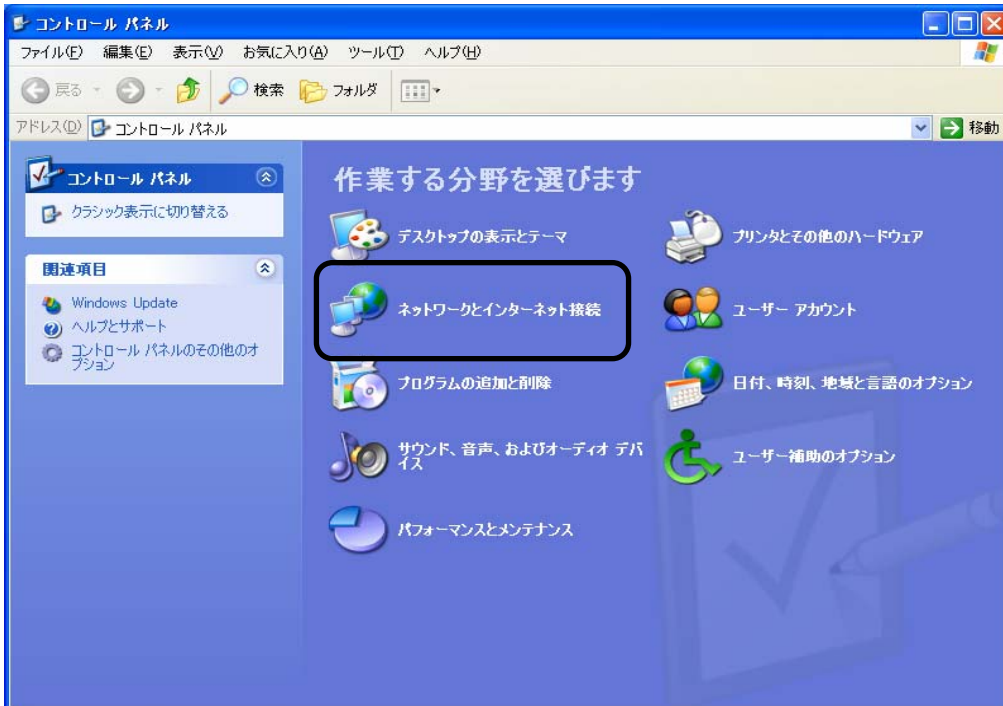 コントロール パネル
ファイル(F) 編集(E) 表示(V) お気に入り(A) ツール(T) ヘルプ(H)
戻る 検索 フォルダ
アドレス(D) コントロール パネル 移動
コントロール パネル
クラシック表示に切り替える
関連項目
Windows Update
ヘルプとサポート
コントロール パネルのその他のオ
プション
作業する分野を選びます
デスクトップの表示とテーマ
プリンタとその他のハードウェア
ネットワークとインターネット接続
ユーザー アカウント
プログラムの追加と削除
日付、時刻、地域と言語のオプション
サウンド、音声、およびオーディオ デバ
イス
ユーザー補助のオプション
パフォーマンスとメンテナンス